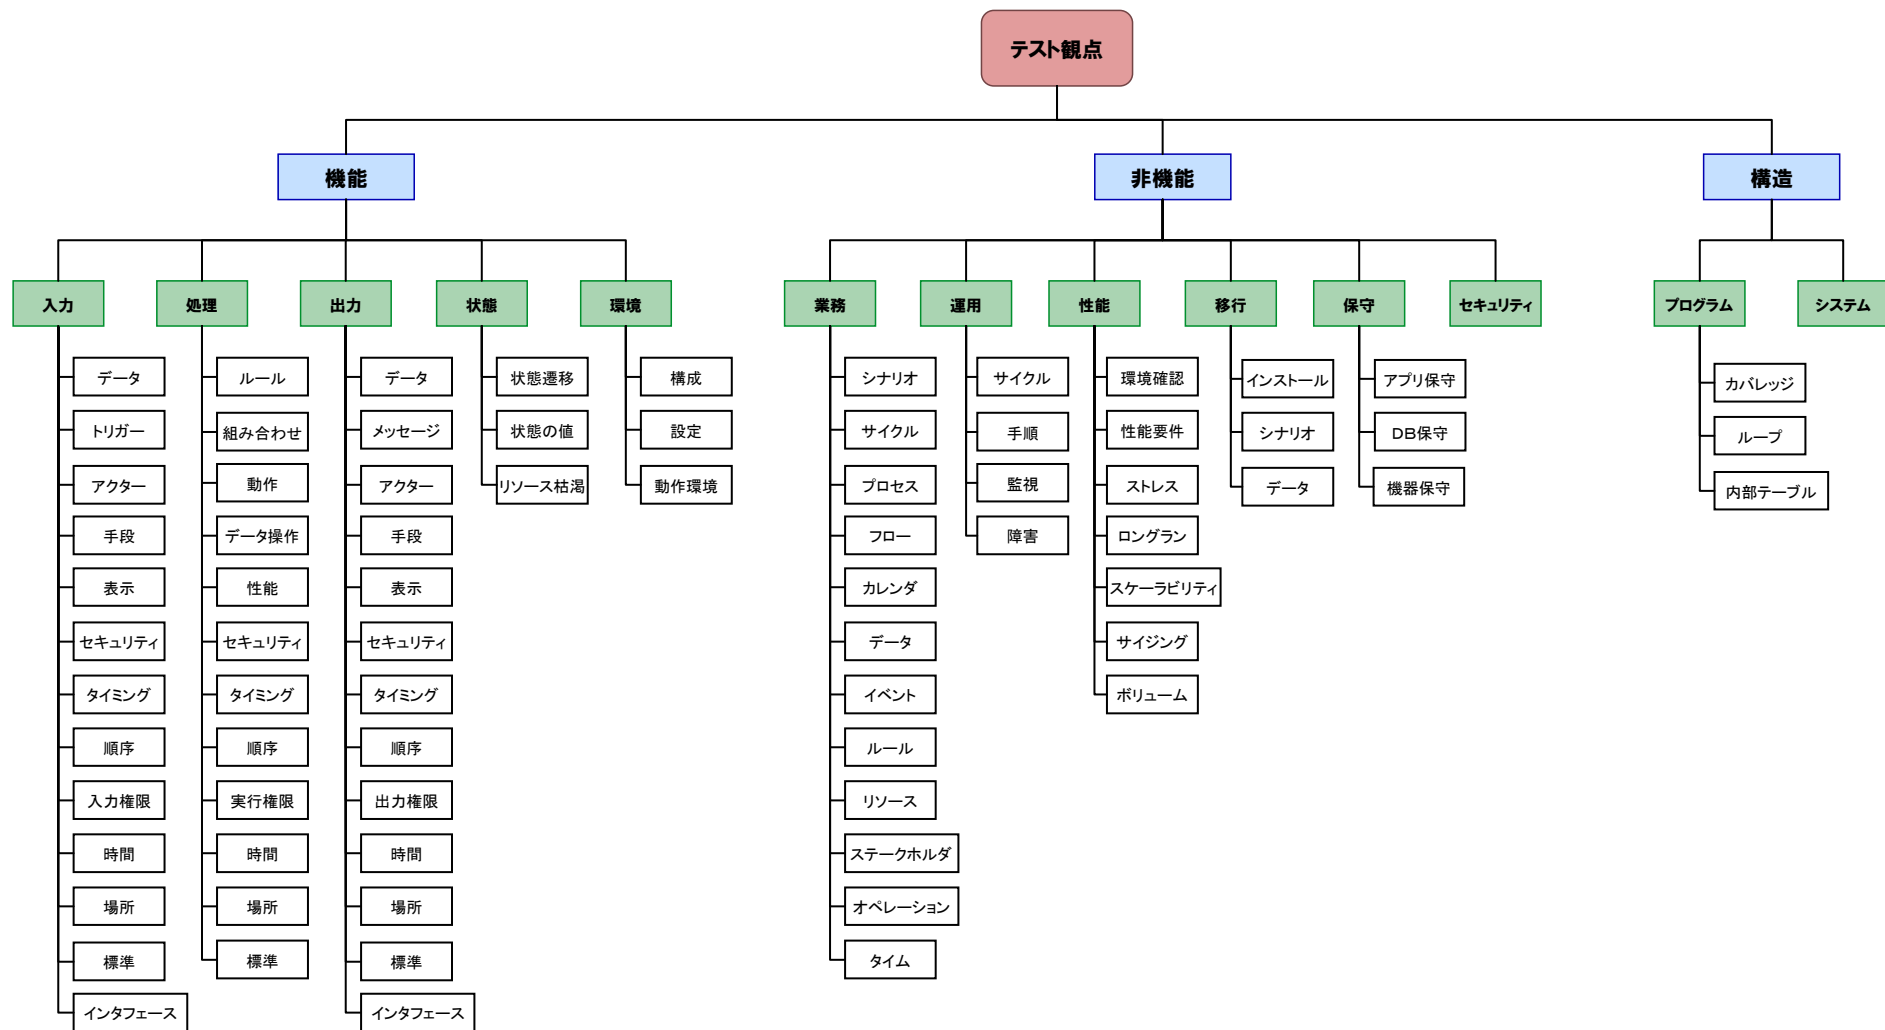 テスト観点
機能
非機能
構造
入力
処理
出力
状態
環境
業務
運用
性能
移行
保守
セキュリティ
プログラム
システム
データ
トリガー
アクター
手段
表示
セキュリティ
タイミング
順序
入力権限
時間
場所
標準
インタフェース
ルール
組み合わせ
動作
データ操作
性能
セキュリティ
タイミング
順序
実行権限
時間
場所
標準
データ
メッセージ
アクター
手段
表示
セキュリティ
タイミング
順序
出力権限
時間
場所
標準
インタフェース
状態遷移
状態の値
リソース枯渇
構成
設定
動作環境
シナリオ
サイクル
プロセス
フロー
カレンダ
データ
イベント
ルール
リソース
ステークホルダ
オペレーション
タイム
サイクル
手順
監視
障害
環境確認
性能要件
ストレス
ロングラン
スケーラビリティ
サイジング
ボリューム
インストール
シナリオ
データ
アプリ保守
DB保守
機器保守
カバレッジ
ループ
内部テーブル